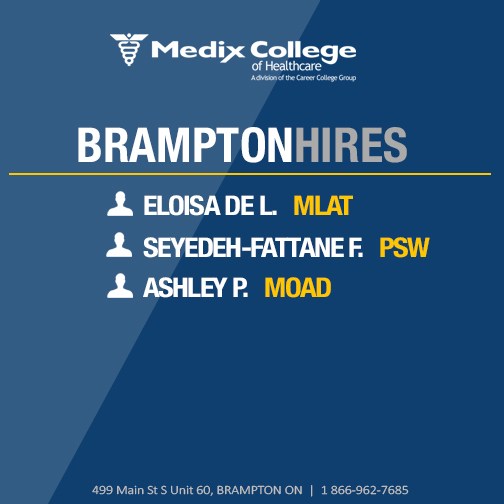 Medix College
of Healthcare
A division of the Career College Group
BRAMPTONHIRES
ELOISA DE L. MLAT
SEYEDEH-FATTANE F. PSW
ASHLEY P. MOAD
499 Main St S Unit 60, BRAMPTON ON | 1 866-962-7685